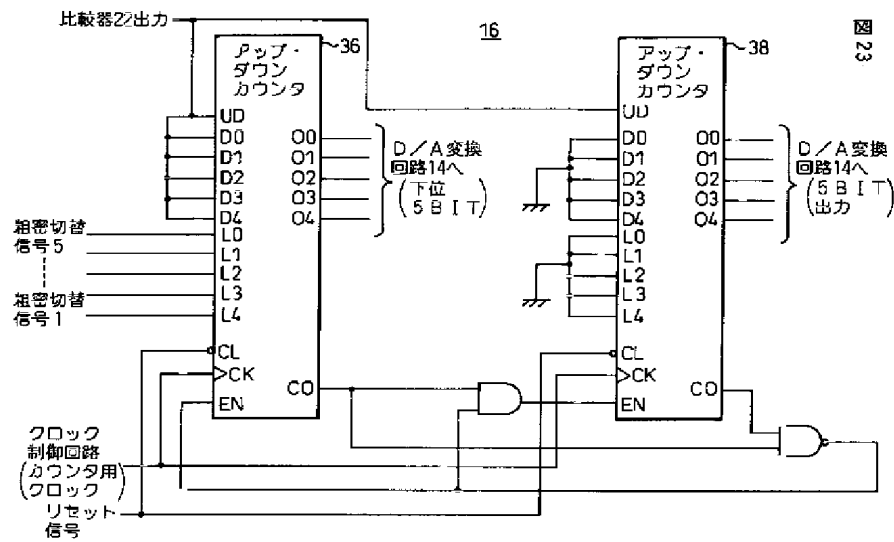 比較器22出力
16
図23
36
アップ・
ダウン
カウンタ
UD
D0
D1
D2
D3
D4
L0
L1
L2
L3
L4
CL
CK
EN
O0
O1
O2
O3
O4
CO
D/A変換
回路14へ
(下位
5BIT)
粗密切替
信号5
粗密切替
信号1
38
アップ・
ダウン
カウンタ
UD
D0
D1
D2
D3
D4
L0
L1
L2
L3
L4
CL
CK
EN
O0
O1
O2
O3
O4
CO
D/A変換
回路14へ
(5BIT
出力)
クロック
制御回路
(カウンタ用
クロック)
リセット
信号